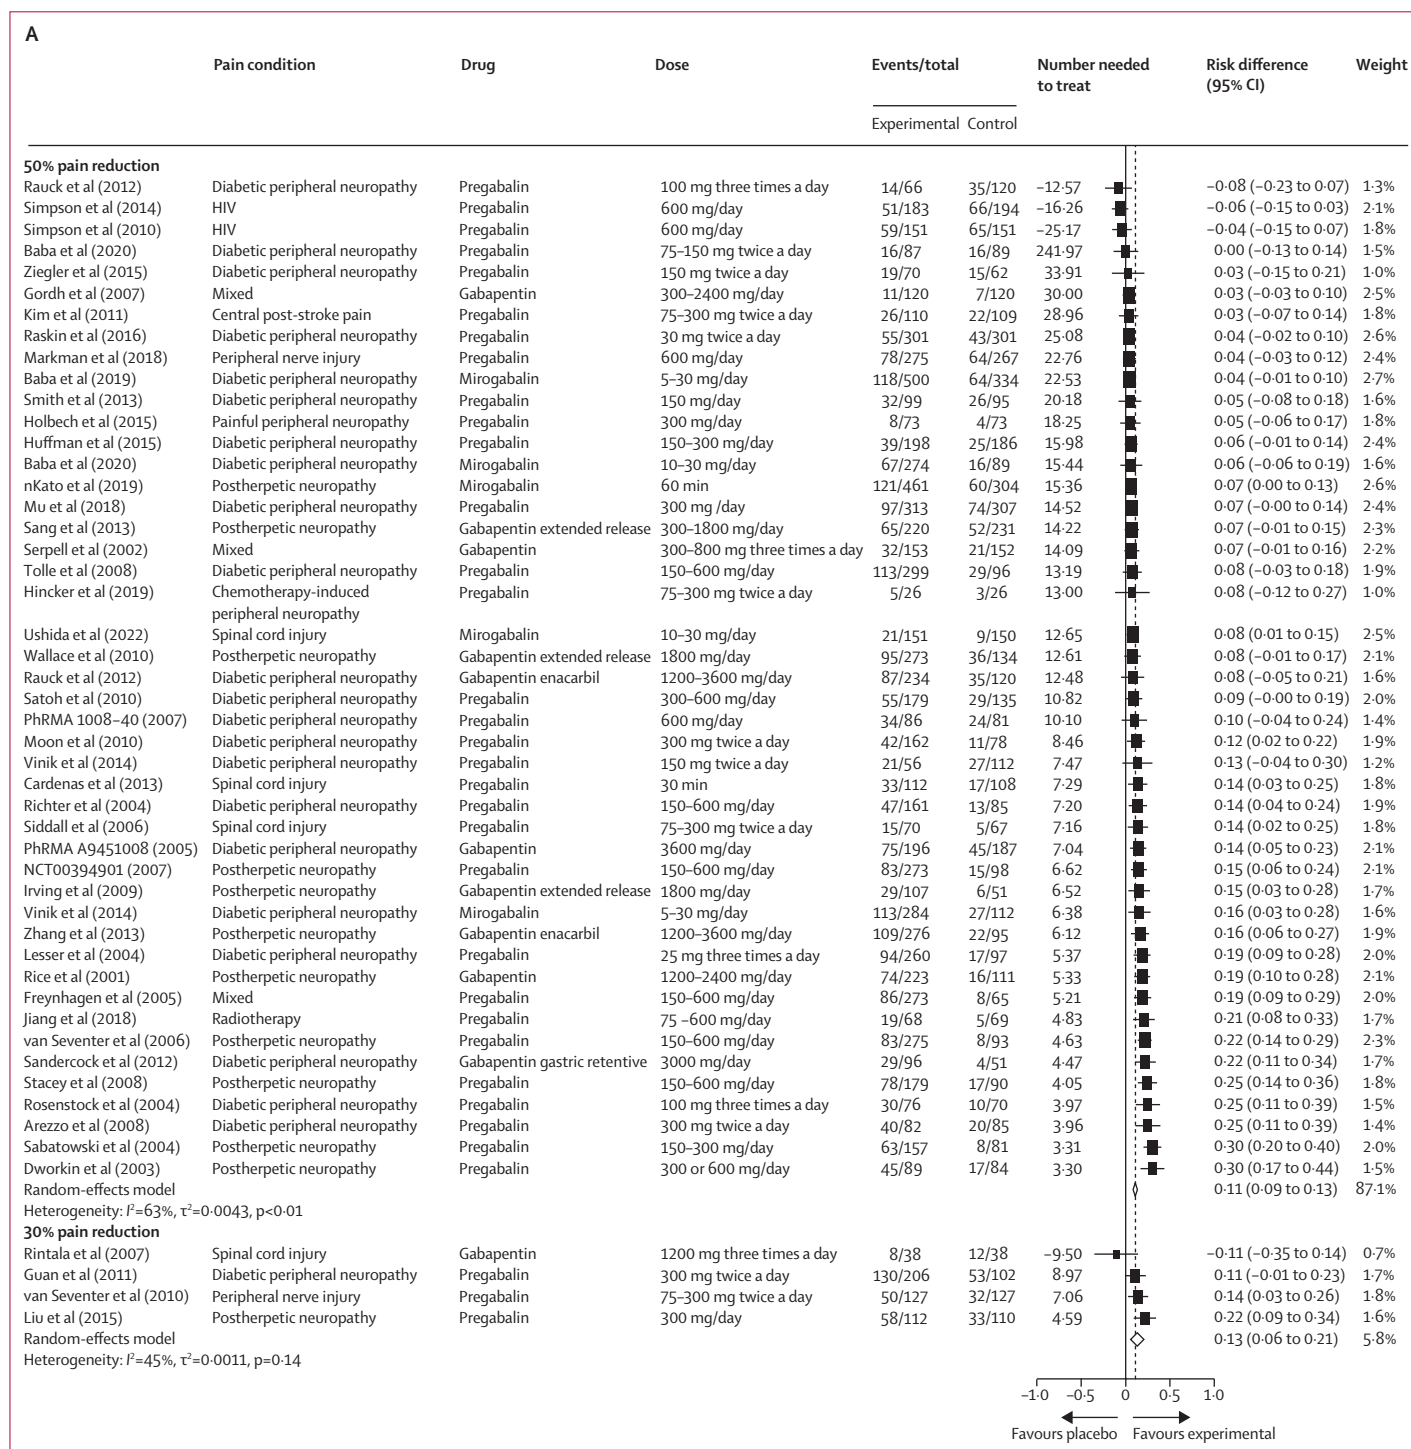 A
Pain condition Drug Dose Events/total Number needed to treat Risk difference (95% CI) Weight
Experimental Control
50% pain reduction
Rauck et al (2012) Diabetic peripheral neuropathy Pregabalin 100 mg three times a day 14/66 35/120 −12·57 −0·08 (−0·23 to 0·07) 1·3%
Simpson et al (2014) HIV Pregabalin 600 mg/day 51/183 66/194 −16·26 −0·06 (−0·15 to 0·03) 2·1%
Simpson et al (2010) HIV Pregabalin 600 mg/day 59/151 65/151 −25·17 −0·04 (−0·15 to 0·07) 1·8%
Baba et al (2020) Diabetic peripheral neuropathy Pregabalin 75–150 mg twice a day 16/87 16/89 241·97 0·00 (−0·13 to 0·14) 1·5%
Ziegler et al (2015) Diabetic peripheral neuropathy Pregabalin 150 mg twice a day 19/70 15/62 33·91 0·03 (−0·15 to 0·21) 1·0%
Gordh et al (2007) Mixed Gabapentin 300–2400 mg/day 11/120 7/120 30·00 0·03 (−0·03 to 0·10) 2·5%
Kim et al (2011) Central post-stroke pain Pregabalin 75–300 mg twice a day 26/110 22/109 28·96 0·03 (−0·07 to 0·14) 1·8%
Raskin et al (2016) Diabetic peripheral neuropathy Pregabalin 30 mg twice a day 55/301 43/301 25·08 0·04 (−0·02 to 0·10) 2·6%
Markman et al (2018) Peripheral nerve injury Pregabalin 600 mg/day 78/275 64/267 22·76 0·04 (−0·03 to 0·12) 2·4%
Baba et al (2019) Diabetic peripheral neuropathy Mirogabalin 5–30 mg/day 118/500 64/334 22·53 0·04 (−0·01 to 0·10) 2·7%
Smith et al (2013) Diabetic peripheral neuropathy Pregabalin 150 mg/day 32/99 26/95 20·18 0·05 (−0·08 to 0·18) 1·6%
Holbech et al (2015) Painful peripheral neuropathy Pregabalin 300 mg/day 8/73 4/73 18·25 0·05 (−0·06 to 0·17) 1·8%
Huffman et al (2015) Diabetic peripheral neuropathy Pregabalin 150–300 mg/day 39/198 25/186 15·98 0·06 (−0·01 to 0·14) 2·4%
Baba et al (2020) Diabetic peripheral neuropathy Mirogabalin 10–30 mg/day 67/274 16/89 15·44 0·06 (−0·06 to 0·19) 1·6%
nKato et al (2019) Postherpetic neuropathy Mirogabalin 60 min 121/461 60/304 15·36 0·07 (0·00 to 0·13) 2·6%
Mu et al (2018) Diabetic peripheral neuropathy Pregabalin 300 mg /day 97/313 74/307 14·52 0·07 (−0·00 to 0·14) 2·4%
Sang et al (2013) Postherpetic neuropathy Gabapentin extended release 300–1800 mg/day 65/220 52/231 14·22 0·07 (−0·01 to 0·15) 2·3%
Serpell et al (2002) Mixed Gabapentin 300–800 mg three times a day 32/153 21/152 14·09 0·07 (−0·01 to 0·16) 2·2%
Tolle et al (2008) Diabetic peripheral neuropathy Pregabalin 150–600 mg/day 113/299 29/96 13·19 0·08 (−0·03 to 0·18) 1·9%
Hincker et al (2019) Chemotherapy-induced peripheral neuropathy Pregabalin 75–300 mg twice a day 5/26 3/26 13·00 0·08 (−0·12 to 0·27) 1·0%
Ushida et al (2022) Spinal cord injury Mirogabalin 10–30 mg/day 21/151 9/150 12·65 0·08 (0·01 to 0·15) 2·5%
Wallace et al (2010) Postherpetic neuropathy Gabapentin extended release 1800 mg/day 95/273 36/134 12·61 0·08 (−0·01 to 0·17) 2·1%
Rauck et al (2012) Diabetic peripheral neuropathy Gabapentin enacarbil 1200–3600 mg/day 87/234 35/120 12·48 0·08 (−0·05 to 0·21) 1·6%
Satoh et al (2010) Diabetic peripheral neuropathy Pregabalin 300–600 mg/day 55/179 29/135 10·82 0·09 (−0·00 to 0·19) 2·0%
PhRMA 1008–40 (2007) Diabetic peripheral neuropathy Pregabalin 600 mg/day 34/86 24/81 10·10 0·10 (−0·04 to 0·24) 1·4%
Moon et al (2010) Diabetic peripheral neuropathy Pregabalin 300 mg twice a day 42/162 11/78 8·46 0·12 (0·02 to 0·22) 1·9%
Vinik et al (2014) Diabetic peripheral neuropathy Pregabalin 150 mg twice a day 21/56 27/112 7·47 0·13 (−0·04 to 0·30) 1·2%
Cardenas et al (2013) Spinal cord injury Pregabalin 30 min 33/112 17/108 7·29 0·14 (0·03 to 0·25) 1·8%
Richter et al (2004) Diabetic peripheral neuropathy Pregabalin 150–600 mg/day 47/161 13/85 7·20 0·14 (0·04 to 0·24) 1·9%
Siddall et al (2006) Spinal cord injury Pregabalin 75–300 mg twice a day 15/70 5/67 7·16 0·14 (0·02 to 0·25) 1·8%
PhRMA A9451008 (2005) Diabetic peripheral neuropathy Gabapentin 3600 mg/day 75/196 45/187 7·04 0·14 (0·05 to 0·23) 2·1%
NCT00394901 (2007) Postherpetic neuropathy Pregabalin 150–600 mg/day 83/273 15/98 6·62 0·15 (0·06 to 0·24) 2·1%
Irving et al (2009) Postherpetic neuropathy Gabapentin extended release 1800 mg/day 29/107 6/51 6·52 0·15 (0·03 to 0·28) 1·7%
Vinik et al (2014) Diabetic peripheral neuropathy Mirogabalin 5–30 mg/day 113/284 27/112 6·38 0·16 (0·03 to 0·28) 1·6%
Zhang et al (2013) Postherpetic neuropathy Gabapentin enacarbil 1200–3600 mg/day 109/276 22/95 6·12 0·16 (0·06 to 0·27) 1·9%
Lesser et al (2004) Diabetic peripheral neuropathy Pregabalin 25 mg three times a day 94/260 17/97 5·37 0·19 (0·09 to 0·28) 2·0%
Rice et al (2001) Postherpetic neuropathy Gabapentin 1200–2400 mg/day 74/223 16/111 5·33 0·19 (0·10 to 0·28) 2·1%
Freynhagen et al (2005) Mixed Pregabalin 150–600 mg/day 86/273 8/65 5·21 0·19 (0·09 to 0·29) 2·0%
Jiang et al (2018) Radiotherapy Pregabalin 75 –600 mg/day 19/68 5/69 4·83 0·21 (0·08 to 0·33) 1·7%
van Seventer et al (2006) Postherpetic neuropathy Pregabalin 150–600 mg/day 83/275 8/93 4·63 0·22 (0·14 to 0·29) 2·3%
Sandercock et al (2012) Diabetic peripheral neuropathy Gabapentin gastric retentive 3000 mg/day 29/96 4/51 4·47 0·22 (0·11 to 0·34) 1·7%
Stacey et al (2008) Postherpetic neuropathy Pregabalin 150–600 mg/day 78/179 17/90 4·05 0·25 (0·14 to 0·36) 1·8%
Rosenstock et al (2004) Diabetic peripheral neuropathy Pregabalin 100 mg three times a day 30/76 10/70 3·97 0·25 (0·11 to 0·39) 1·5%
Arezzo et al (2008) Diabetic peripheral neuropathy Pregabalin 300 mg twice a day 40/82 20/85 3·96 0·25 (0·11 to 0·39) 1·4%
Sabatowski et al (2004) Postherpetic neuropathy Pregabalin 150–300 mg/day 63/157 8/81 3·31 0·30 (0·20 to 0·40) 2·0%
Dworkin et al (2003) Postherpetic neuropathy Pregabalin 300 or 600 mg/day 45/89 17/84 3·30 0·30 (0·17 to 0·44) 1·5%
Random-effects model 0·11 (0·09 to 0·13) 87·1%
Heterogeneity: I²=63%, τ²=0·0043, p<0·01
30% pain reduction
Rintala et al (2007) Spinal cord injury Gabapentin 1200 mg three times a day 8/38 12/38 −9·50 −0·11 (−0·35 to 0·14) 0·7%
Guan et al (2011) Diabetic peripheral neuropathy Pregabalin 300 mg twice a day 130/206 53/102 8·97 0·11 (−0·01 to 0·23) 1·7%
van Seventer et al (2010) Peripheral nerve injury Pregabalin 75–300 mg twice a day 50/127 32/127 7·06 0·14 (0·03 to 0·26) 1·8%
Liu et al (2015) Postherpetic neuropathy Pregabalin 300 mg/day 58/112 33/110 4·59 0·22 (0·09 to 0·34) 1·6%
Random-effects model 0·13 (0·06 to 0·21) 5·8%
Heterogeneity: I²=45%, τ²=0·0011, p=0·14
−1·0 −0·5 0 0·5 1·0
Favours placebo Favours experimental